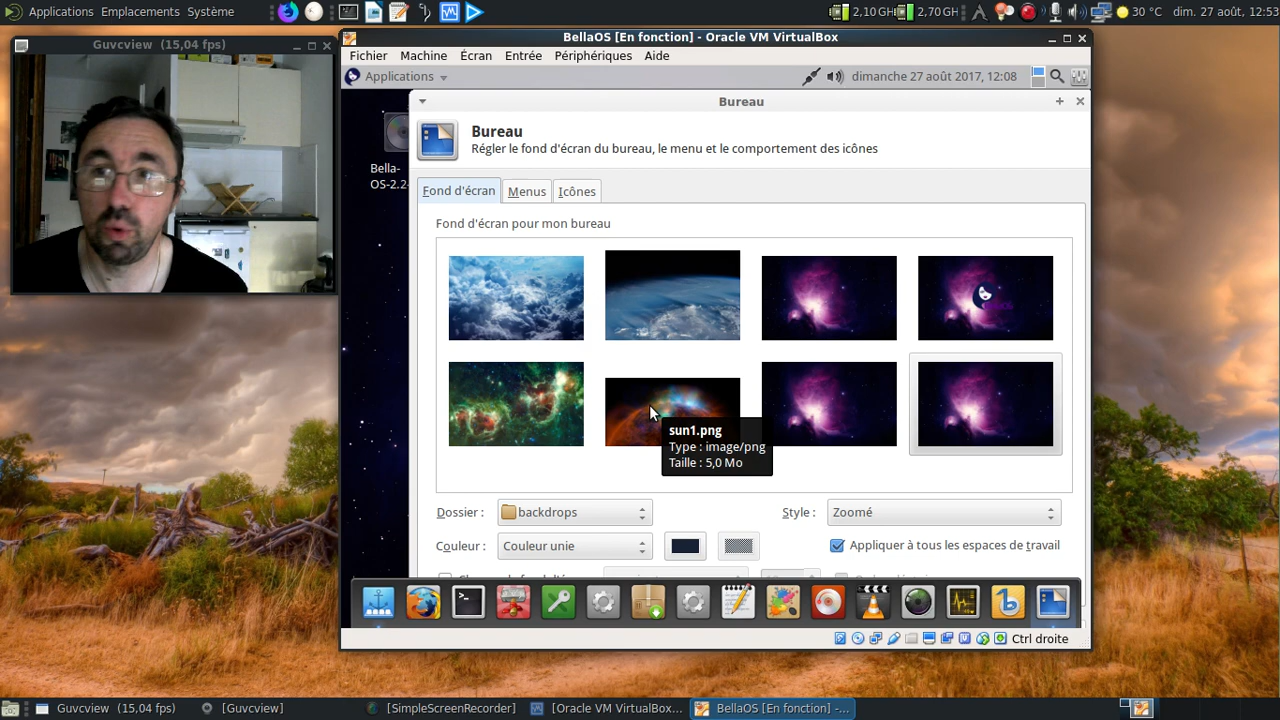 Applications Emplacements Système
2,10 GH 2,70 GH 30 °C dim. 27 août, 12:53
Guvcview (15,04 fps)
BellaOS [En fonction] - Oracle VM VirtualBox
Fichier Machine Écran Entrée Périphériques Aide
Applications dimanche 27 août 2017, 12:08
Bella-
OS-2.2-
Bureau
Bureau
Régler le fond d'écran du bureau, le menu et le comportement des icônes
Fond d'écran Menus Icônes
Fond d'écran pour mon bureau
sun1.png
Type : image/png
Taille : 5,0 Mo
Dossier : backdrops Style : Zoomé
Couleur : Couleur unie Appliquer à tous les espaces de travail
Ctrl droite
Guvcview (15,04 fps) [Guvcview] [SimpleScreenRecorder] [Oracle VM VirtualBox... BellaOS [En fonction] -...